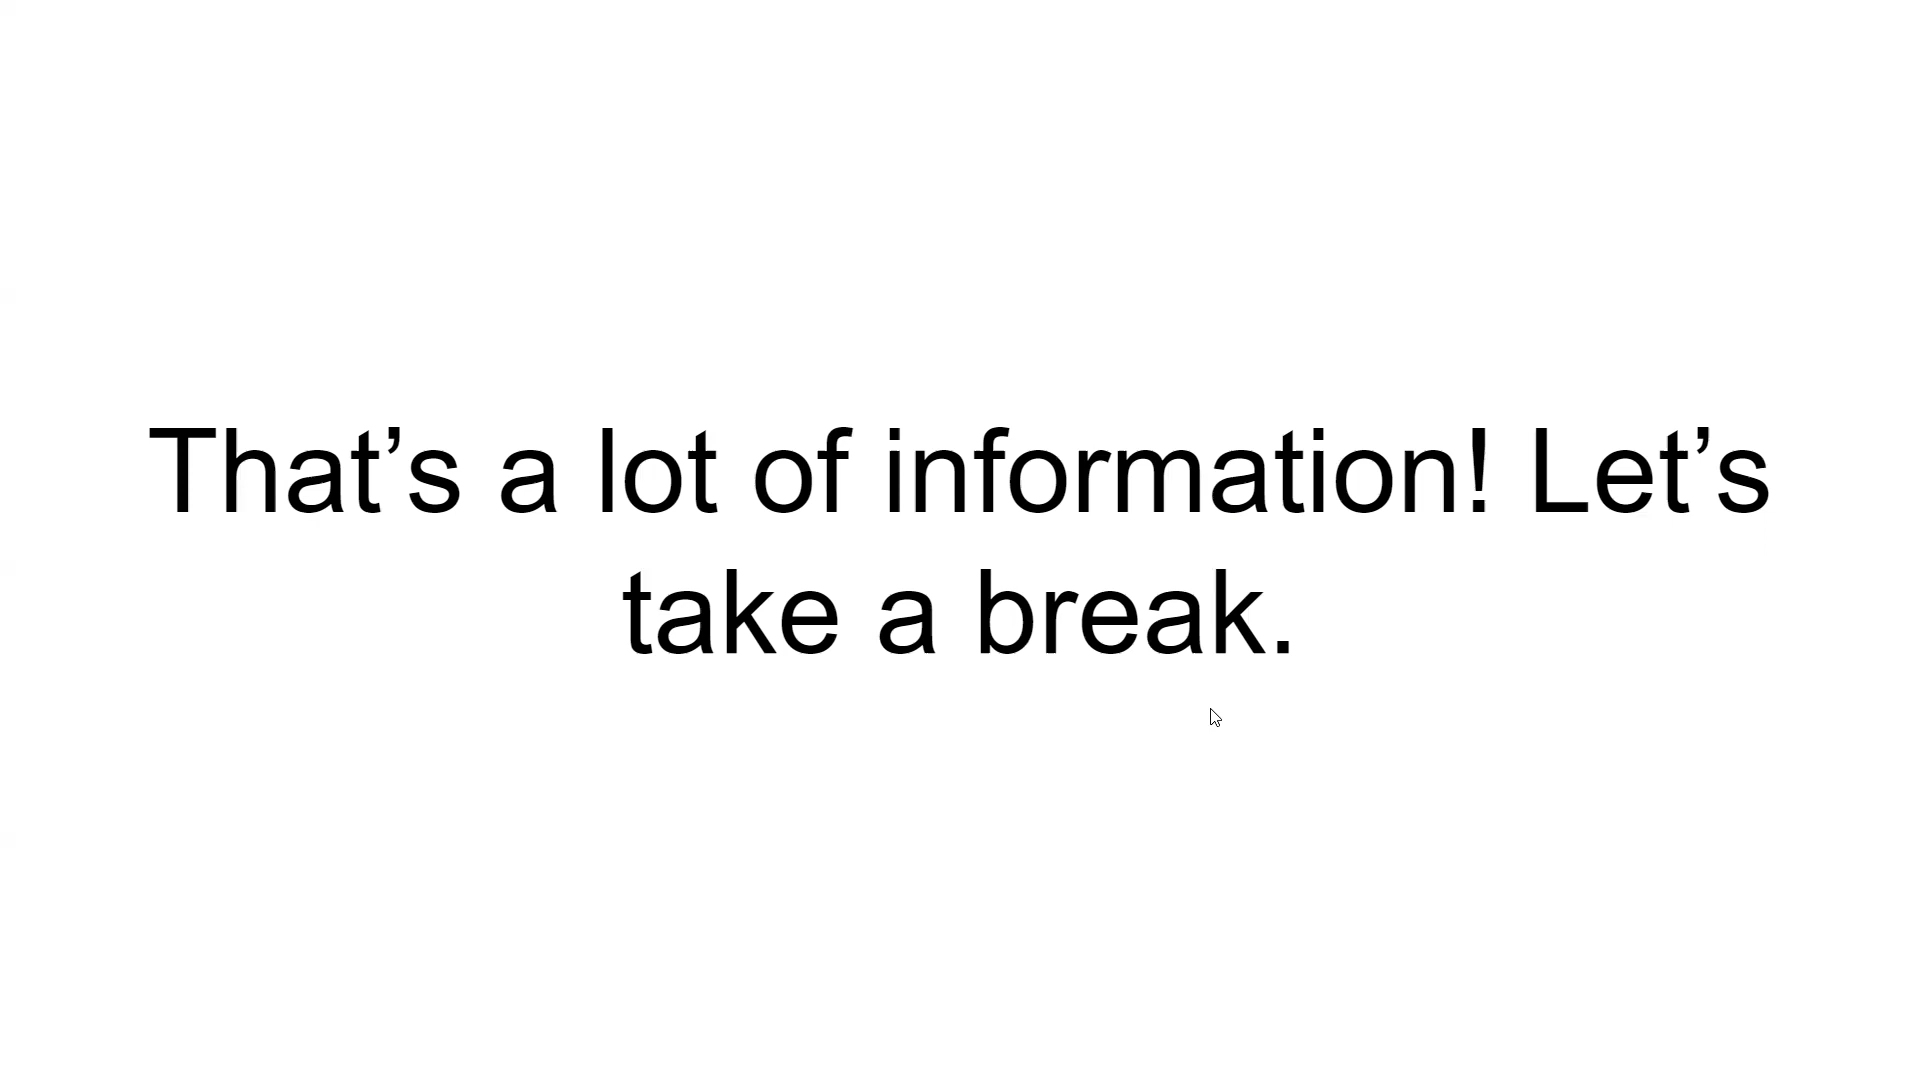 That’s a lot of information! Let’s
take a break.